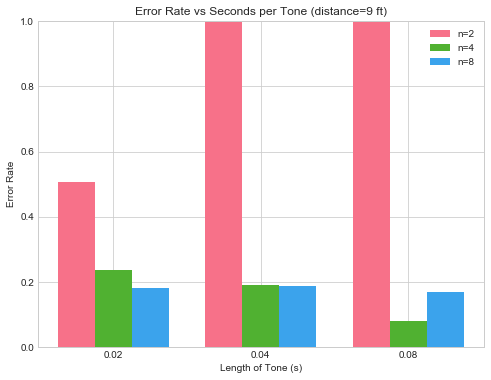 Error Rate vs Seconds per Tone (distance=9 ft)
n=2
n=4
n=8
1.0
0.8
0.6
0.4
0.2
0.0
Error Rate
0.02 0.04 0.08
Length of Tone (s)